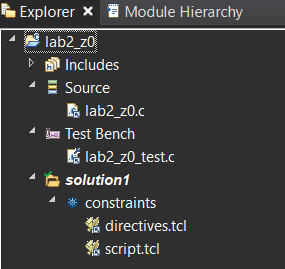 Explorer Module Hierarchy
lab2_z0
Includes
Source
lab2_z0.c
Test Bench
lab2_z0_test.c
solution1
constraints
directives.tcl
script.tcl